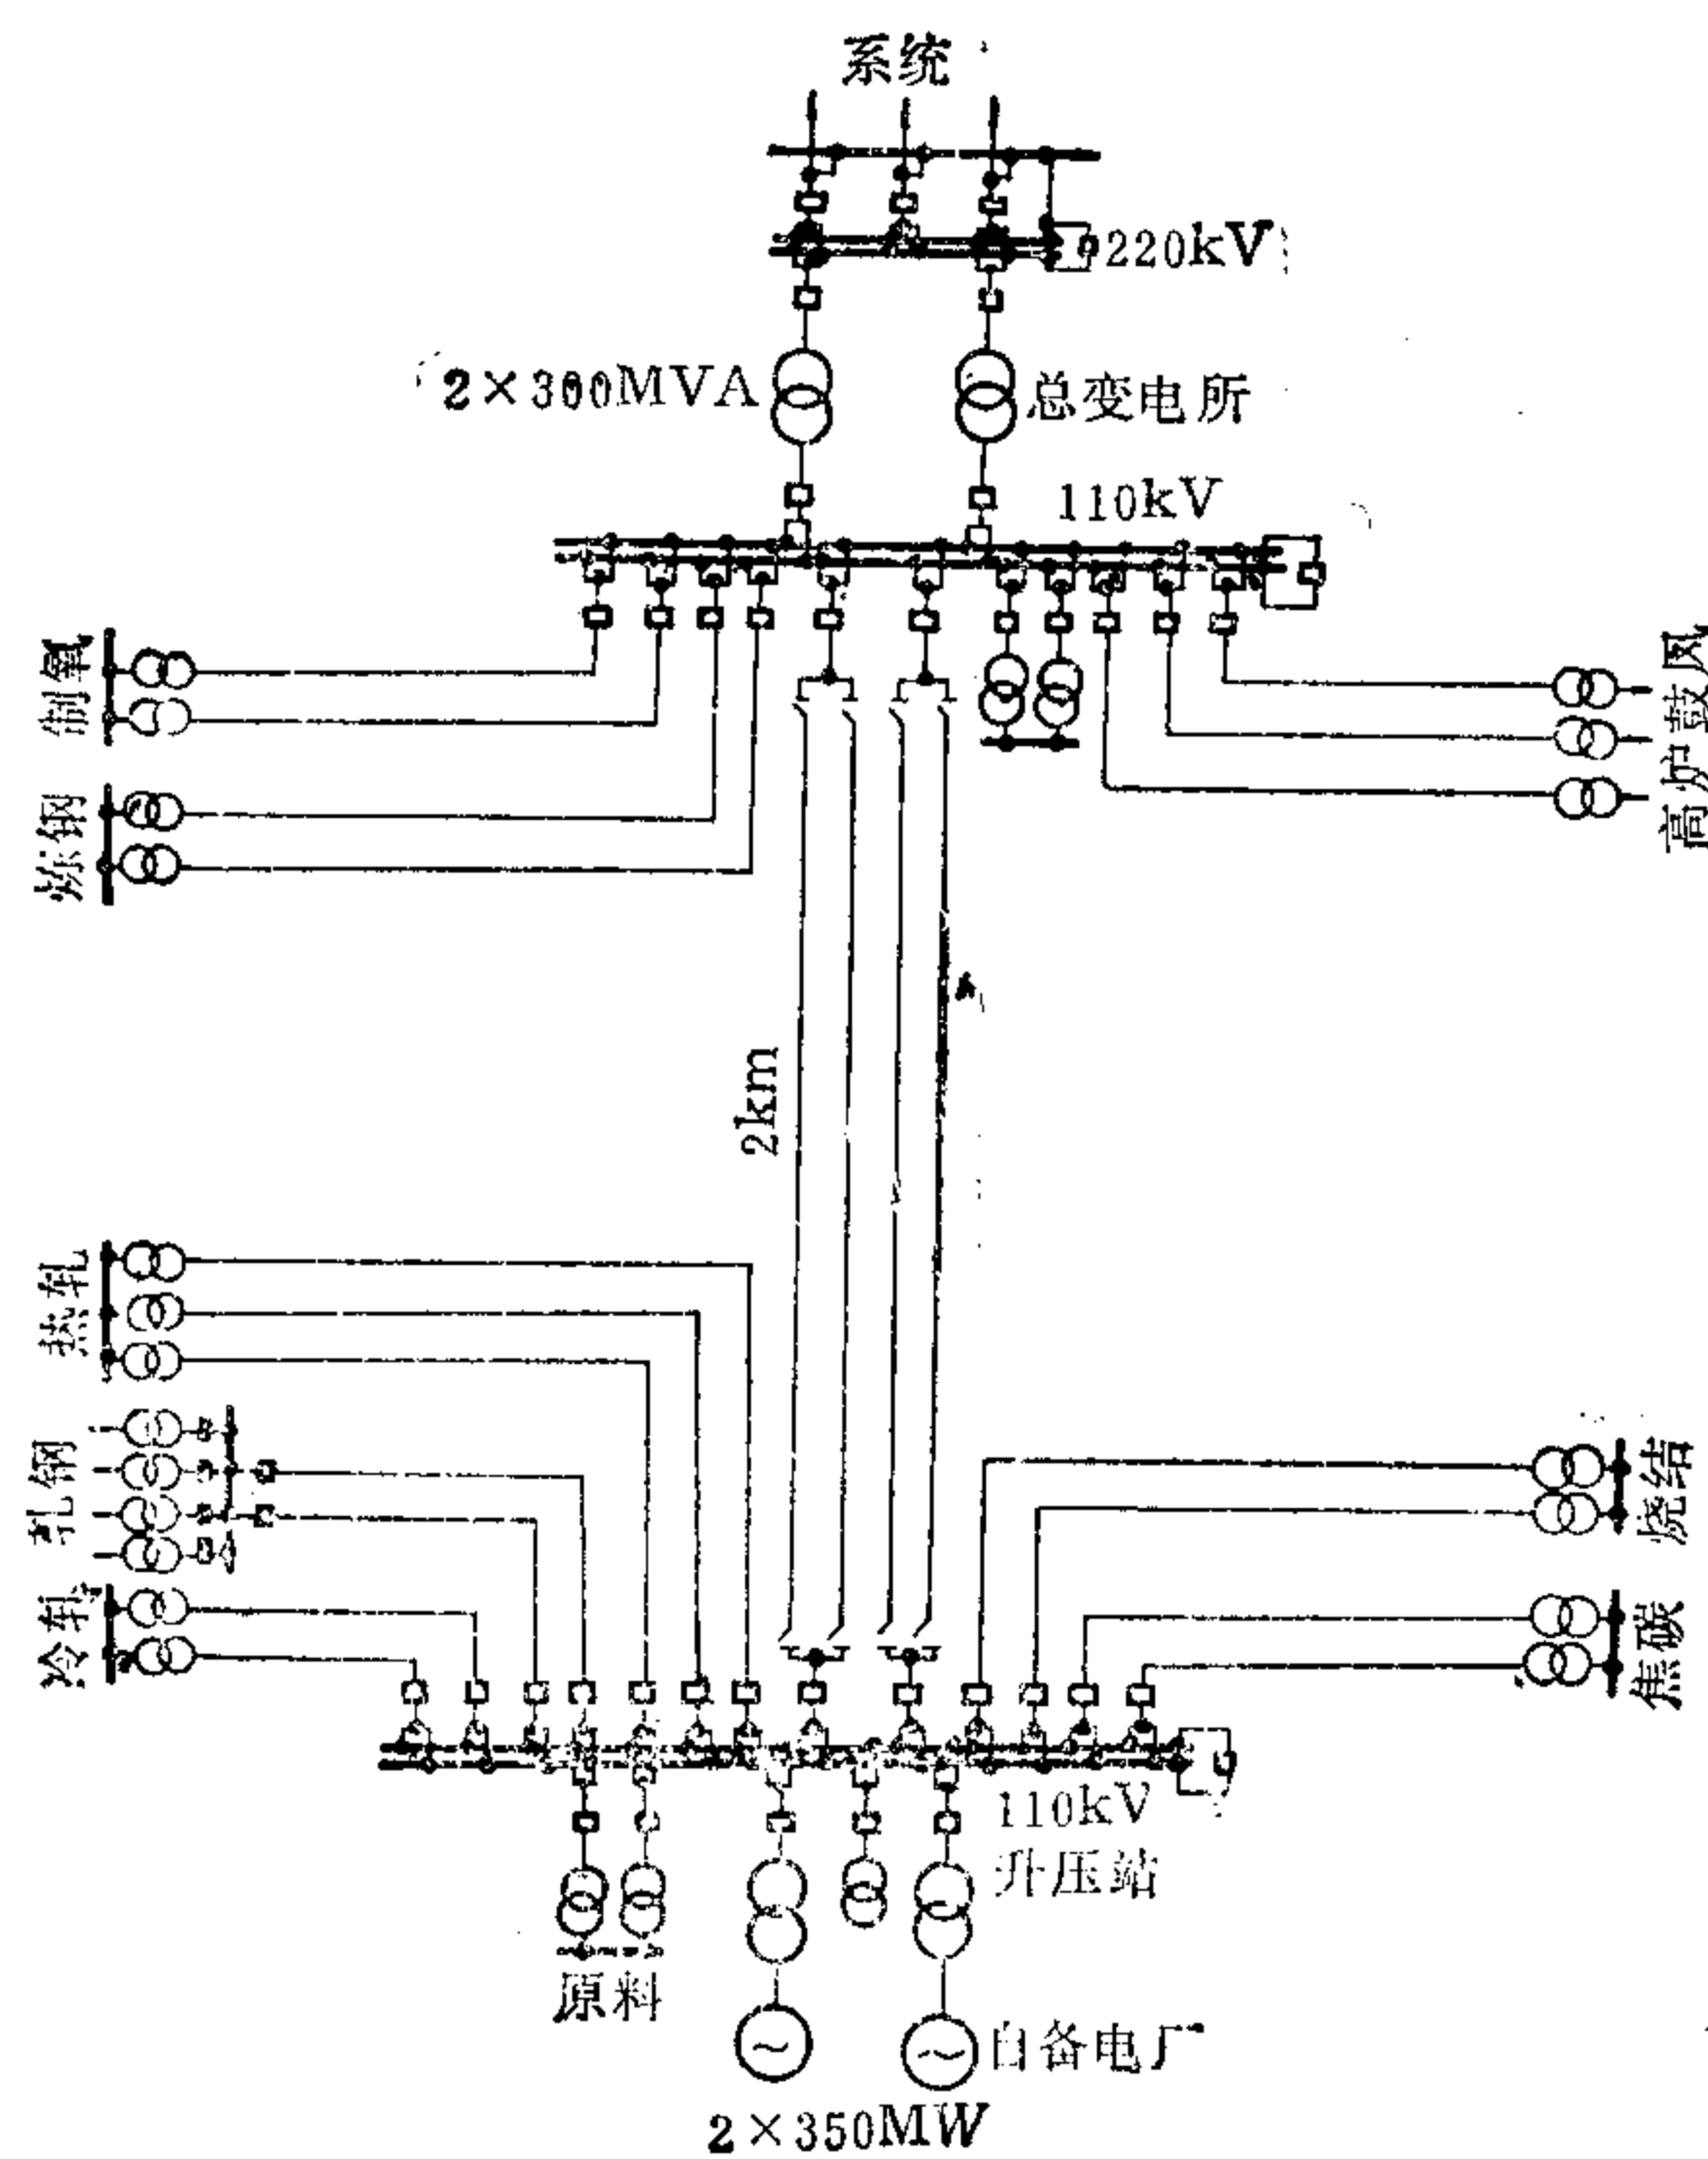 系统
220kV
2×300MVA
总变电所
110kV
制氧
炼钢
高炉鼓风
2km
热轧
轧钢
冷轧
烧结
焦碳
110kV
升压站
原料
自备电厂
2×350MW